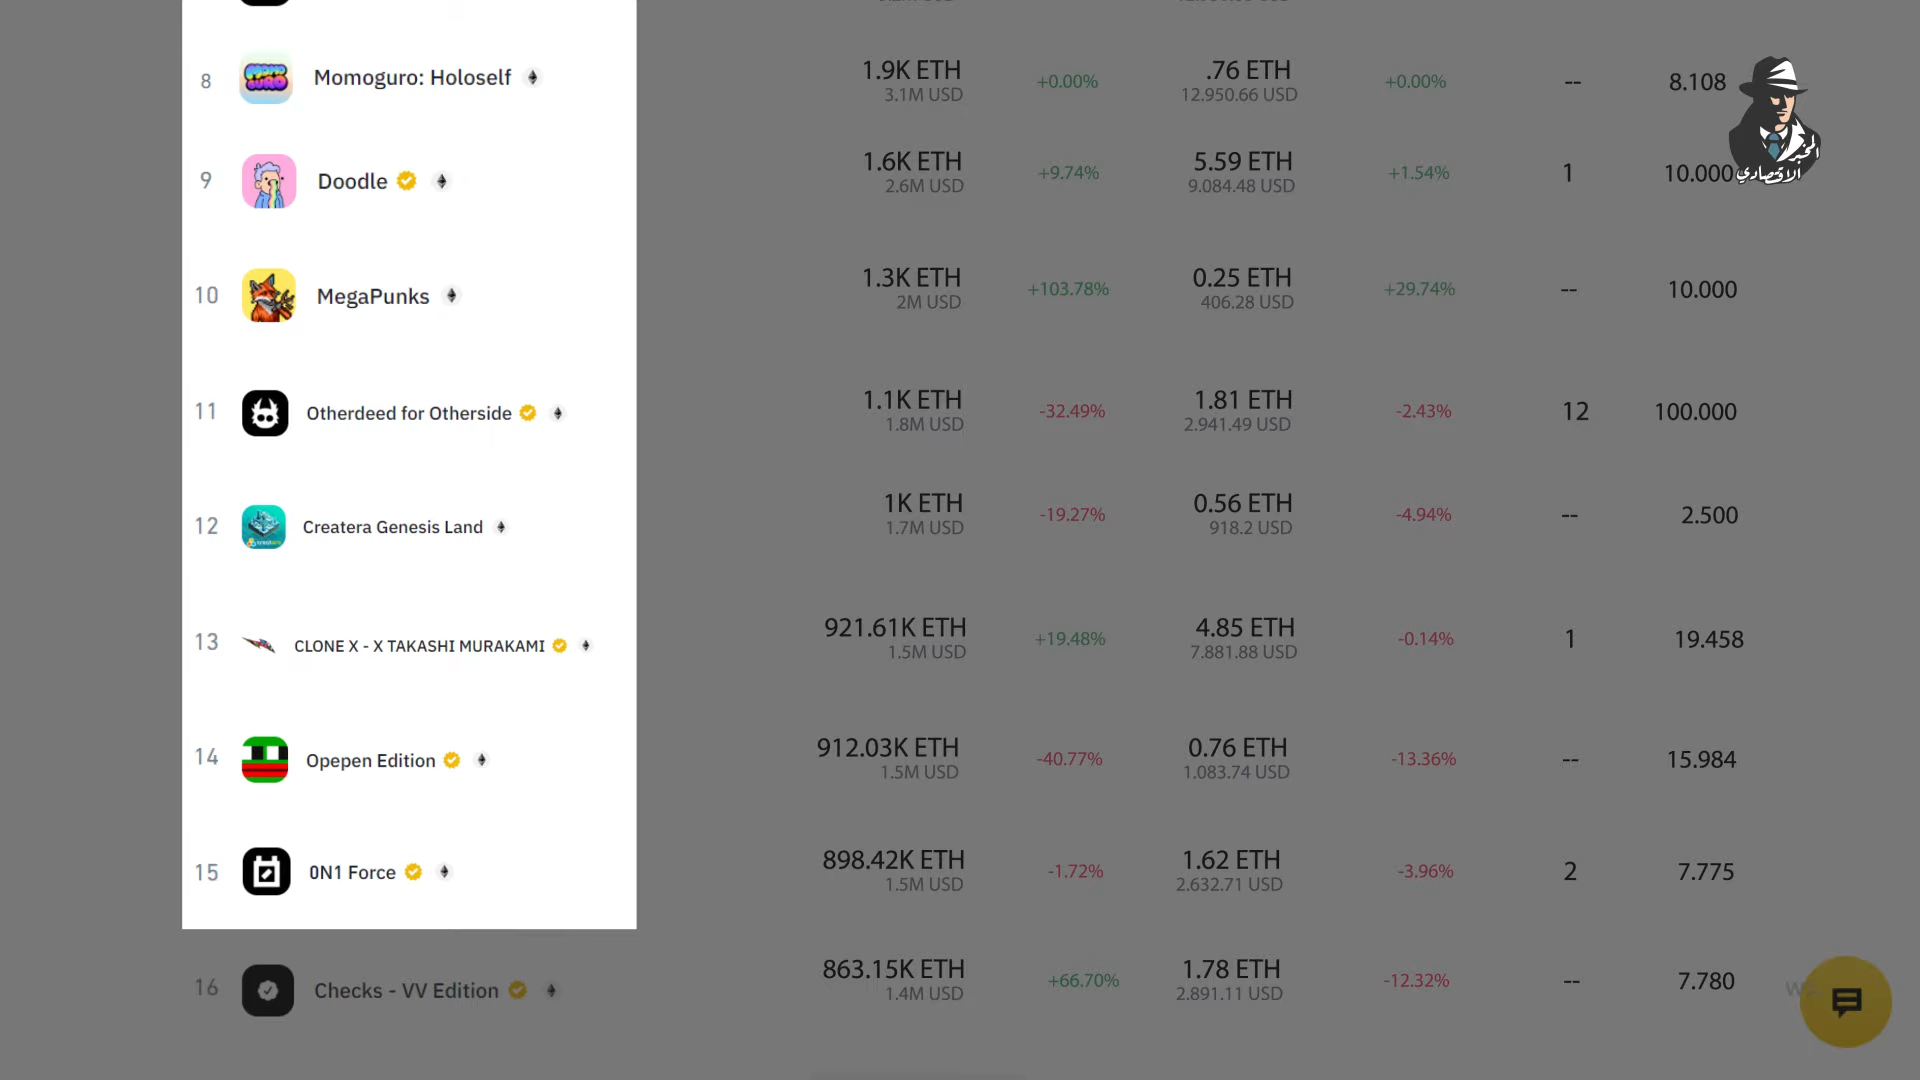 8 Momoguro: Holoself 1.9K ETH +0.00% .76 ETH +0.00% -- 8.108
3.1M USD 12.950.66 USD
المخبر
الاقتصادي
9 Doodle 1.6K ETH +9.74% 5.59 ETH +1.54% 1 10.000
2.6M USD 9.084.48 USD
10 MegaPunks 1.3K ETH +103.78% 0.25 ETH +29.74% -- 10.000
2M USD 406.28 USD
11 Otherdeed for Otherside 1.1K ETH -32.49% 1.81 ETH -2.43% 12 100.000
1.8M USD 2.941.49 USD
12 Createra Genesis Land 1K ETH -19.27% 0.56 ETH -4.94% -- 2.500
1.7M USD 918.2 USD
13 CLONE X - X TAKASHI MURAKAMI 921.61K ETH +19.48% 4.85 ETH -0.14% 1 19.458
1.5M USD 7.881.88 USD
14 Opepen Edition 912.03K ETH -40.77% 0.76 ETH -13.36% -- 15.984
1.5M USD 1.083.74 USD
15 0N1 Force 898.42K ETH -1.72% 1.62 ETH -3.96% 2 7.775
1.5M USD 2.632.71 USD
16 Checks - VV Edition 863.15K ETH +66.70% 1.78 ETH -12.32% -- 7.780
1.4M USD 2.891.11 USD